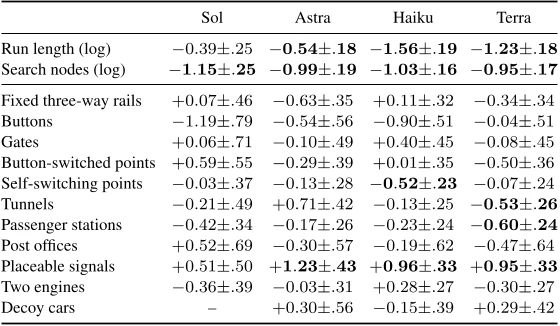 Sol Astra Haiku Terra
Run length (log) −0.39±.25 −0.54±.18 −1.56±.19 −1.23±.18
Search nodes (log) −1.15±.25 −0.99±.19 −1.03±.16 −0.95±.17
Fixed three-way rails +0.07±.46 −0.63±.35 +0.11±.32 −0.34±.34
Buttons −1.19±.79 −0.54±.56 −0.90±.51 −0.04±.51
Gates +0.06±.71 −0.10±.49 +0.40±.45 −0.08±.45
Button-switched points +0.59±.55 −0.29±.39 +0.01±.35 −0.50±.36
Self-switching points −0.03±.37 −0.13±.28 −0.52±.23 −0.07±.24
Tunnels −0.21±.49 +0.71±.42 −0.13±.25 −0.53±.26
Passenger stations −0.42±.34 −0.17±.26 −0.23±.24 −0.60±.24
Post offices +0.52±.69 −0.30±.57 −0.19±.62 −0.47±.64
Placeable signals +0.51±.50 +1.23±.43 +0.96±.33 +0.95±.33
Two engines −0.36±.39 −0.03±.31 +0.28±.27 −0.30±.27
Decoy cars – +0.30±.56 −0.15±.39 +0.29±.42